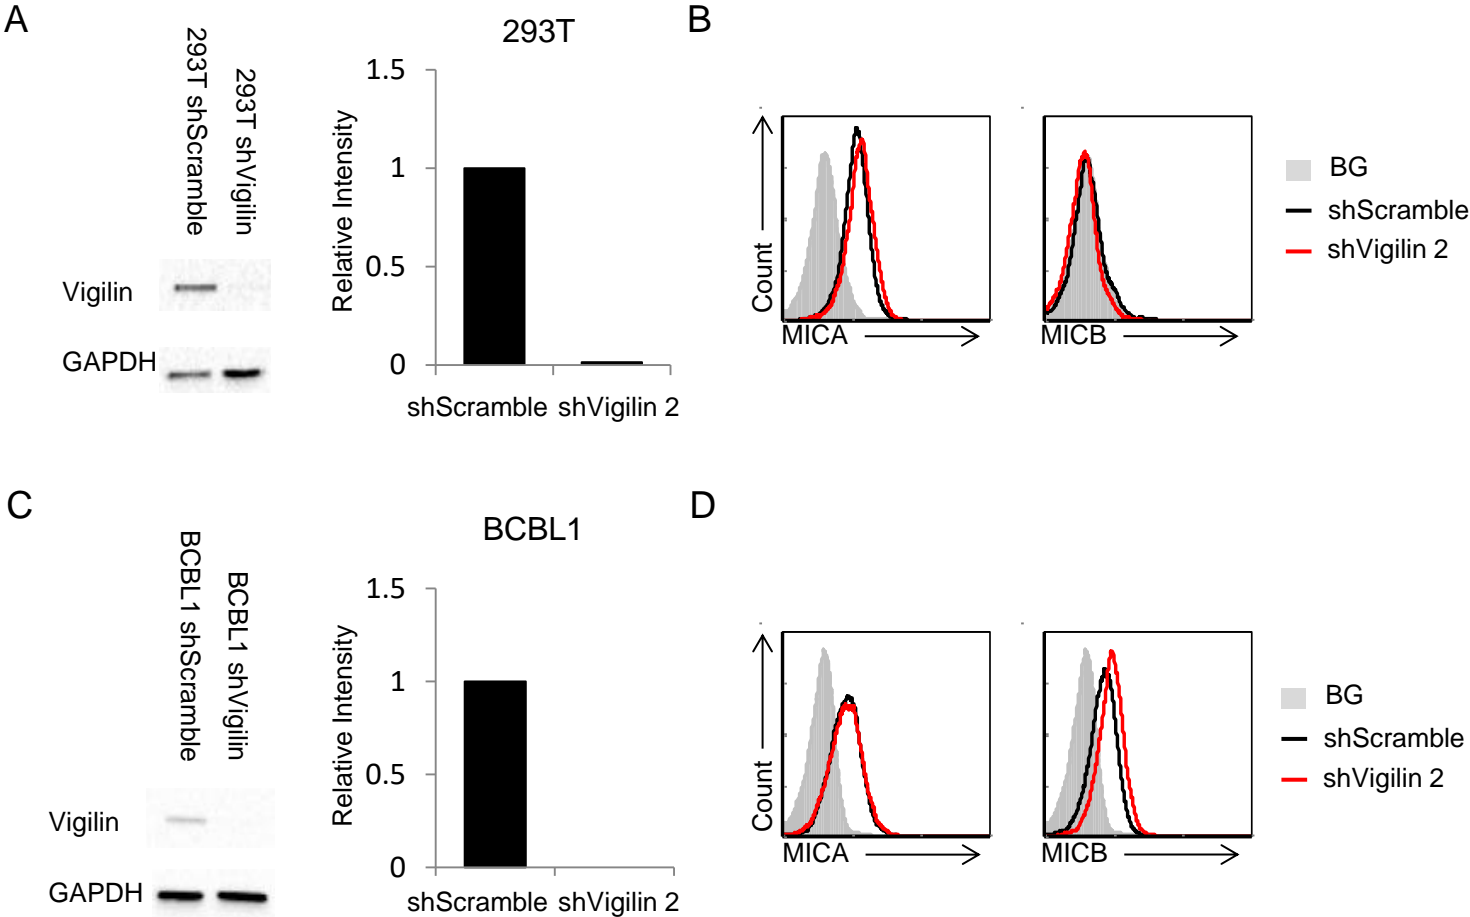 A
293T shScramble
293T shVigilin
Vigilin
GAPDH
293T
Relative Intensity
1.5
1
0.5
0
shScramble shVigilin 2
B
Count
MICA
MICB
BG
shScramble
shVigilin 2
C
BCBL1 shScramble
BCBL1 shVigilin
Vigilin
GAPDH
BCBL1
Relative Intensity
1.5
1
0.5
0
shScramble shVigilin 2
D
Count
MICA
MICB
BG
shScramble
shVigilin 2